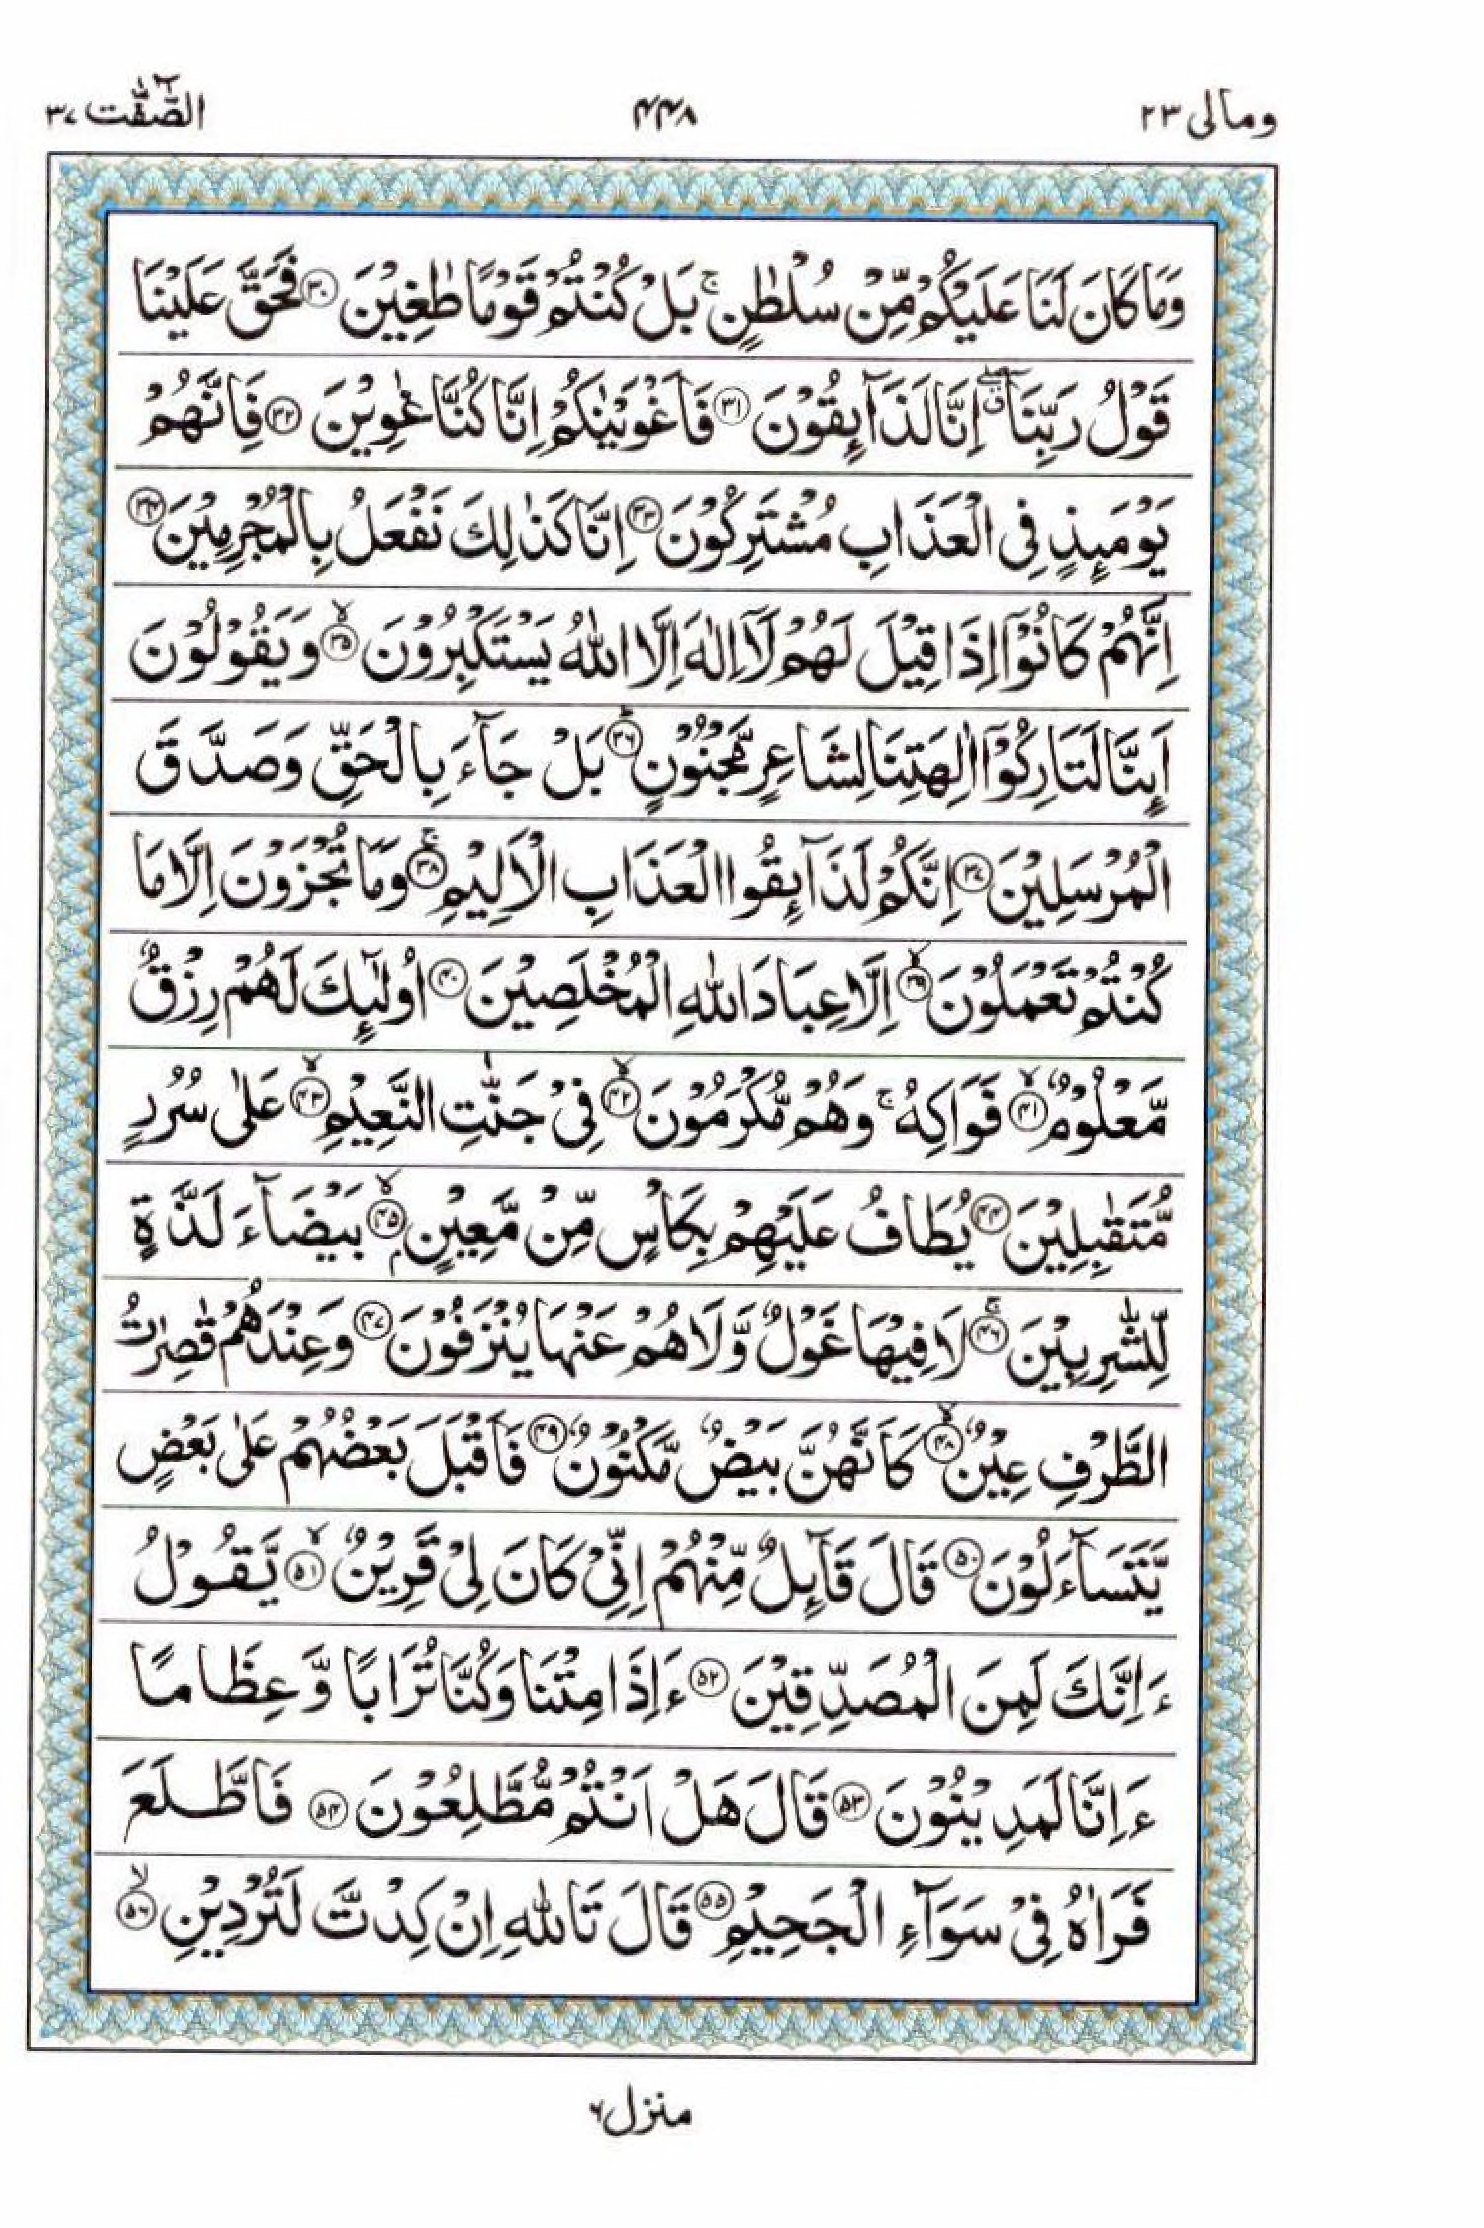 ومالی ۲۳
۴۴۸
الصّٰٓفّٰت ۳۷
وَمَا كَانَ لَنَا عَلَيْكُمْ مِّنْ سُلْطٰنٍ ۚ بَلْ كُنْتُمْ قَوْمًا طٰغِيْنَ ۝۳۰ فَحَقَّ عَلَيْنَا
قَوْلُ رَبِّنَاۤ ۖ ق اِنَّا لَذَآىِٕقُوْنَ ۝۳۱ فَاَغْوَيْنٰكُمْ اِنَّا كُنَّا غٰوِيْنَ ۝۳۲ فَاِنَّهُمْ
يَوْمَىِٕذٍ فِى الْعَذَابِ مُشْتَرِكُوْنَ ۝۳۳ اِنَّا كَذٰلِكَ نَفْعَلُ بِالْمُجْرِمِيْنَ ۝۳۴
اِنَّهُمْ كَانُوْۤا اِذَا قِيْلَ لَهُمْ لَاۤ اِلٰهَ اِلَّا اللّٰهُ يَسْتَكْبِرُوْنَ ۝۳۵ۙ وَيَقُوْلُوْنَ
اَىِٕنَّا لَتَارِكُوْۤا اٰلِهَتِنَا لِشَاعِرٍ مَّجْنُوْنٍ ۝۳۶ؕ بَلْ جَآءَ بِالْحَقِّ وَصَدَّقَ
الْمُرْسَلِيْنَ ۝۳۷ اِنَّكُمْ لَذَآىِٕقُوا الْعَذَابِ الْاَلِيْمِ ۝۳۸ۚ وَمَا تُجْزَوْنَ اِلَّا مَا
كُنْتُمْ تَعْمَلُوْنَ ۝۳۹ۙ اِلَّا عِبَادَ اللّٰهِ الْمُخْلَصِيْنَ ۝۴۰ اُولٰٓىِٕكَ لَهُمْ رِزْقٌ
مَّعْلُوْمٌ ۝۴۱ۙ فَوَاكِهُ ۚ وَهُمْ مُّكْرَمُوْنَ ۝۴۲ۙ فِيْ جَنّٰتِ النَّعِيْمِ ۝۴۳ۙ عَلٰى سُرُرٍ
مُّتَقٰبِلِيْنَ ۝۴۴ يُطَافُ عَلَيْهِمْ بِكَاْسٍ مِّنْ مَّعِيْنٍۭ ۝۴۵ۙ بَيْضَآءَ لَذَّةٍ
لِّلشّٰرِبِيْنَ ۝۴۶ۚ لَا فِيْهَا غَوْلٌ وَّلَا هُمْ عَنْهَا يُنْزَفُوْنَ ۝۴۷ وَعِنْدَهُمْ قٰصِرٰتُ
الطَّرْفِ عِيْنٌ ۝۴۸ۙ كَاَنَّهُنَّ بَيْضٌ مَّكْنُوْنٌ ۝۴۹ فَاَقْبَلَ بَعْضُهُمْ عَلٰى بَعْضٍ
يَّتَسَآءَلُوْنَ ۝۵۰ قَالَ قَآىِٕلٌ مِّنْهُمْ اِنِّيْ كَانَ لِيْ قَرِيْنٌ ۝۵۱ۙ يَّقُوْلُ
ءَاِنَّكَ لَمِنَ الْمُصَدِّقِيْنَ ۝۵۲ ءَاِذَا مِتْنَا وَكُنَّا تُرَابًا وَّعِظَامًا
ءَاِنَّا لَمَدِيْنُوْنَ ۝۵۳ قَالَ هَلْ اَنْتُمْ مُّطَّلِعُوْنَ ۝۵۴ فَاطَّلَعَ
فَرَاٰهُ فِيْ سَوَآءِ الْجَحِيْمِ ۝۵۵ قَالَ تَاللّٰهِ اِنْ كِدْتَّ لَتُرْدِيْنِ ۝۵۶ۙ
منزل ۶